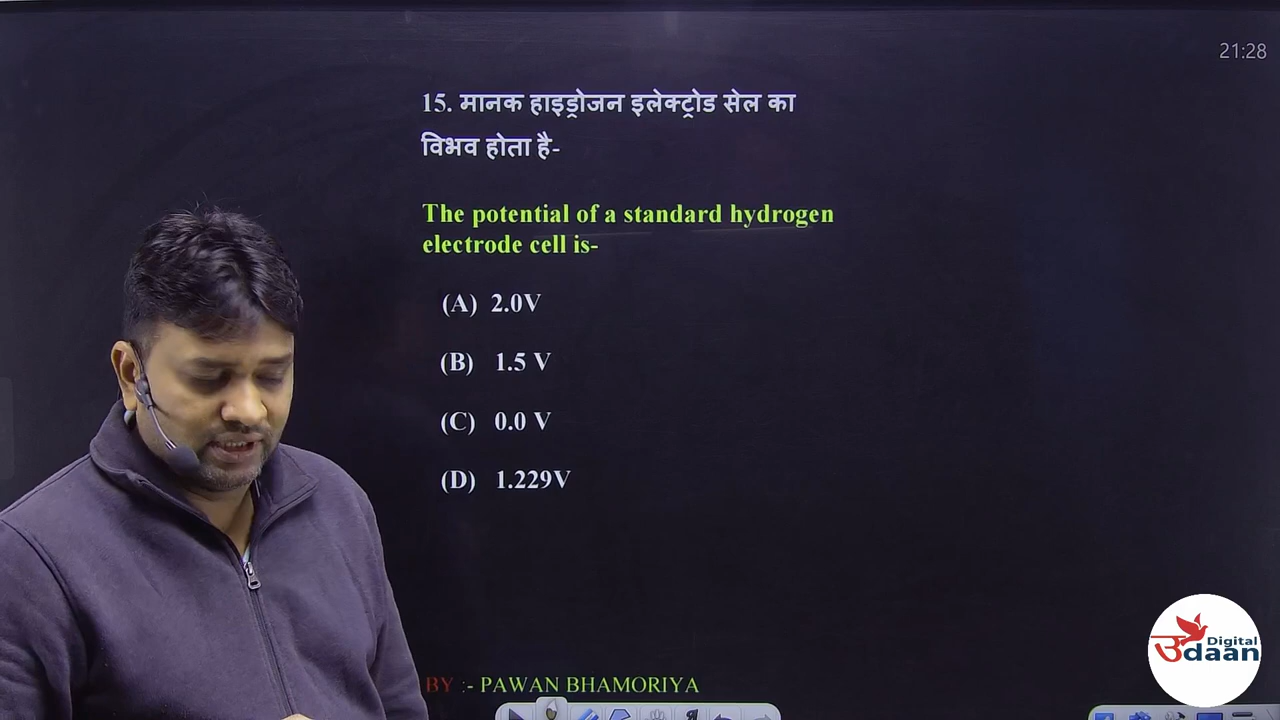 21:28
15. मानक हाइड्रोजन इलेक्ट्रोड सेल का
विभव होता है-
The potential of a standard hydrogen
electrode cell is-
(A) 2.0V
(B) 1.5 V
(C) 0.0 V
(D) 1.229V
BY :- PAWAN BHAMORIYA
Digital
उdaan